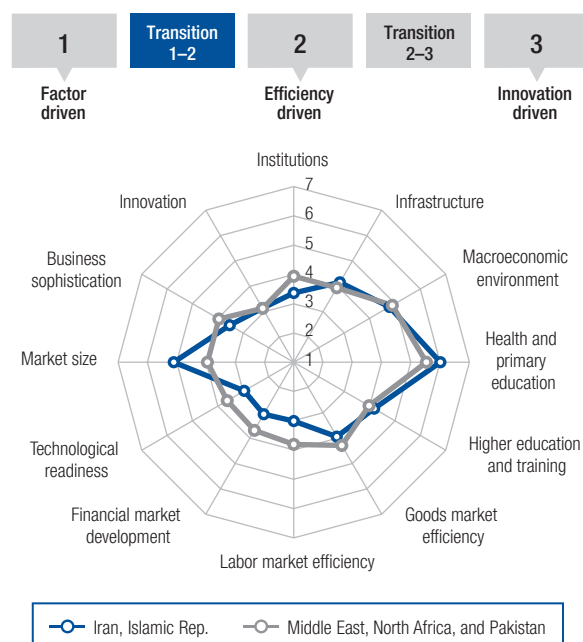 1
Transition
1–2
2
Transition
2–3
3
Factor
driven
Efficiency
driven
Innovation
driven
Institutions
7
Innovation
6
Infrastructure
5
Business
sophistication
4
Macroeconomic
environment
3
2
Market size
1
Health and
primary
education
Technological
readiness
Higher education
and training
Financial market
development
Goods market
efficiency
Labor market efficiency
Iran, Islamic Rep.
Middle East, North Africa, and Pakistan